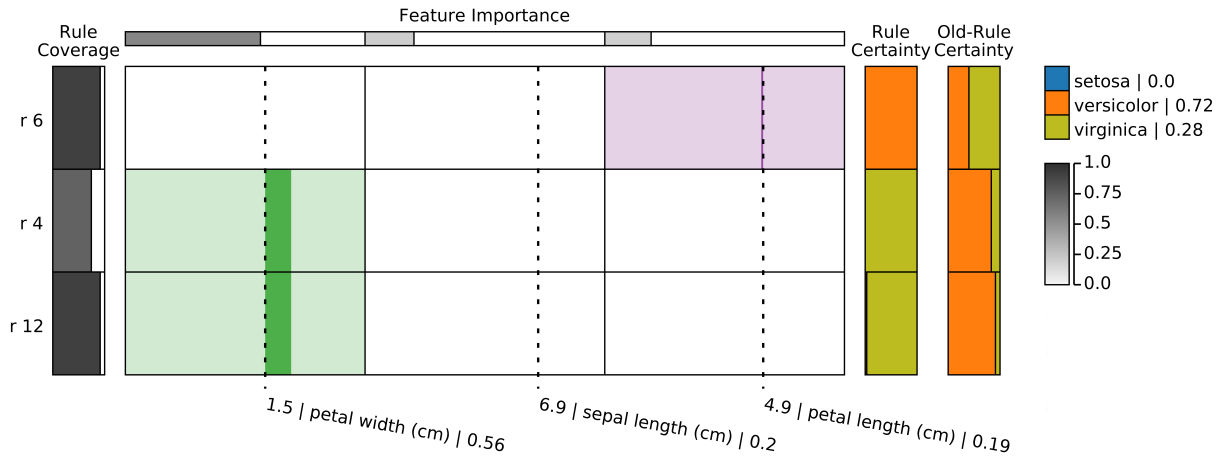 Feature Importance
Rule
Coverage
Rule
Certainty
Old-Rule
Certainty
r 6
r 4
r 12
setosa | 0.0
versicolor | 0.72
virginica | 0.28
1.0
0.75
0.5
0.25
0.0
1.5 | petal width (cm) | 0.56
6.9 | sepal length (cm) | 0.2
4.9 | petal length (cm) | 0.19